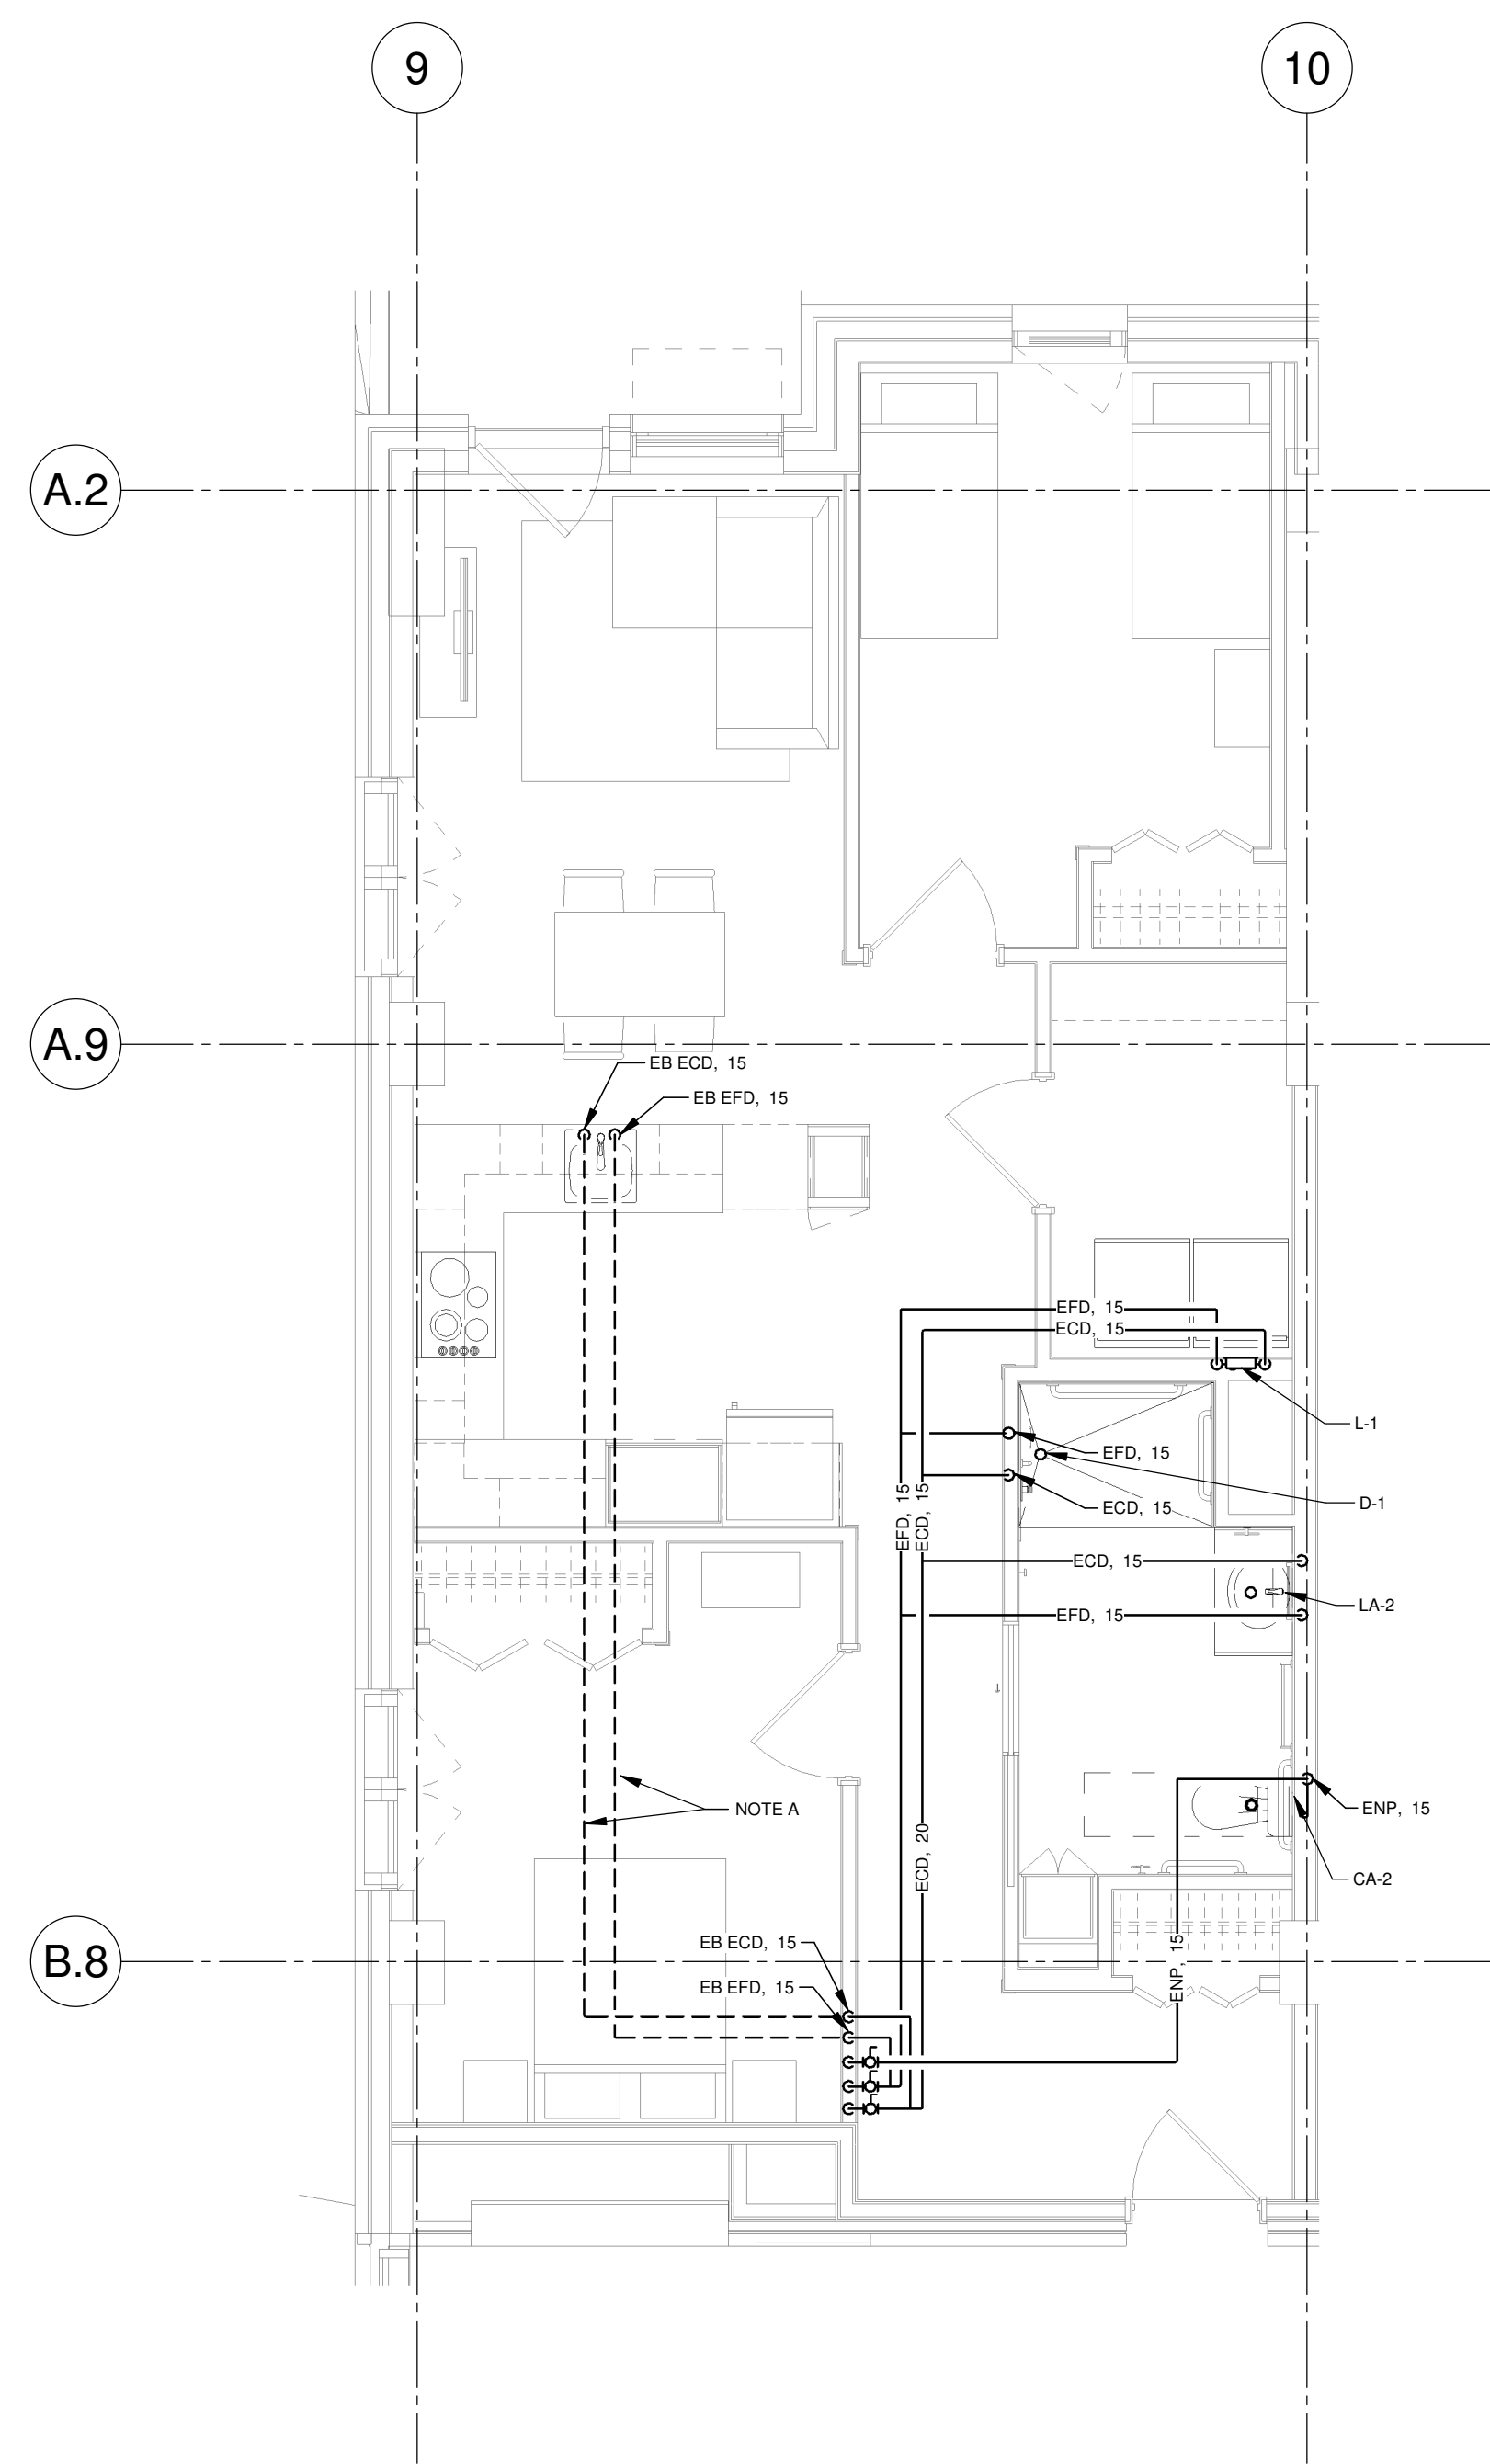 9
10
A.2
A.9
EB ECD, 15
EB EFD, 15
EFD, 15
ECD, 15
L-1
EFD, 15
EFD, 15
ECD, 15
D-1
ECD, 15
ECD, 15
LA-2
EFD, 15
NOTE A
ENP, 15
ECD, 20
CA-2
EB ECD, 15
ENP, 15
B.8
EB EFD, 15